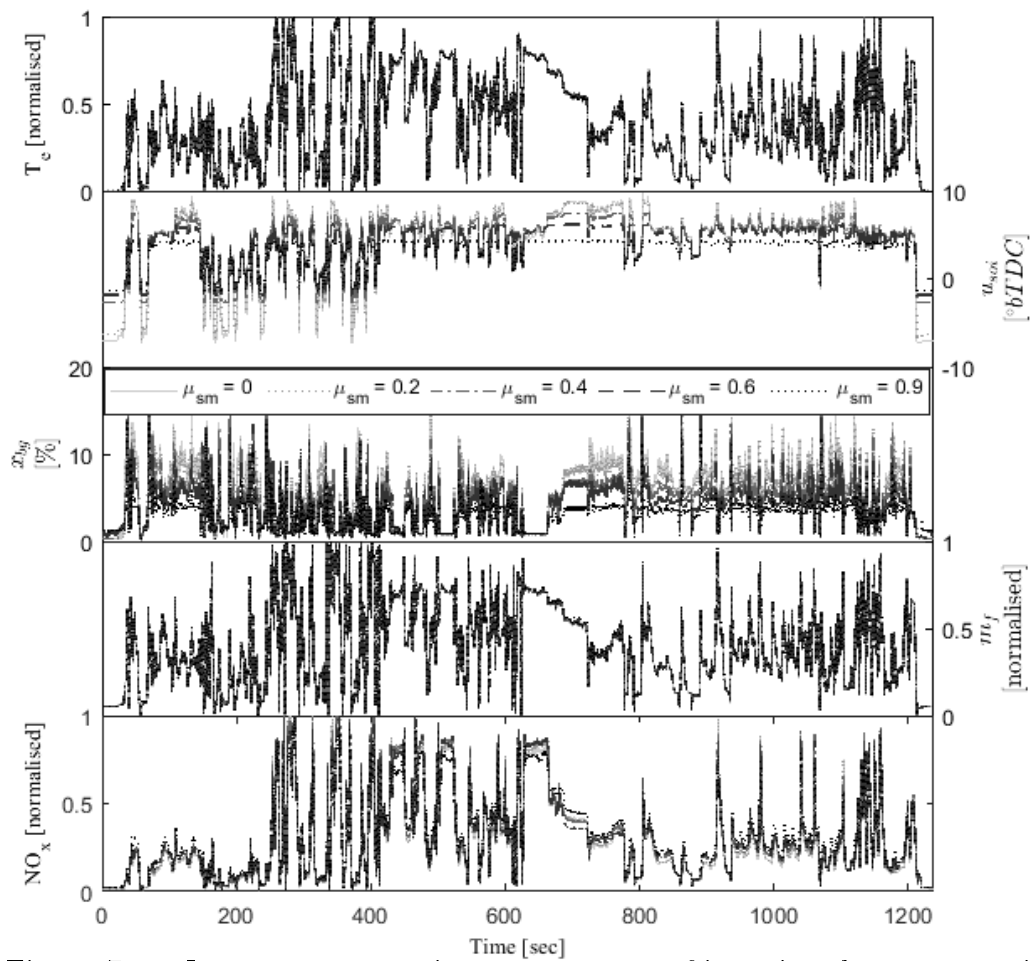 1
0.5
0
T_e [normalised]
10
0
-10
u_soi
[°bTDC]
20
10
0
x_bg
[%]
μ_sm = 0
μ_sm = 0.2
μ_sm = 0.4
μ_sm = 0.6
μ_sm = 0.9
1
0.5
0
m_f
[normalised]
1
0.5
0
NO_x [normalised]
0 200 400 600 800 1000 1200
Time [sec]